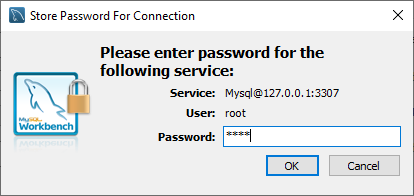 Store Password For Connection
Please enter password for the
following service:
Service: Mysql@127.0.0.1:3307
User: root
Password: ****
MySQL
Workbench
OK Cancel